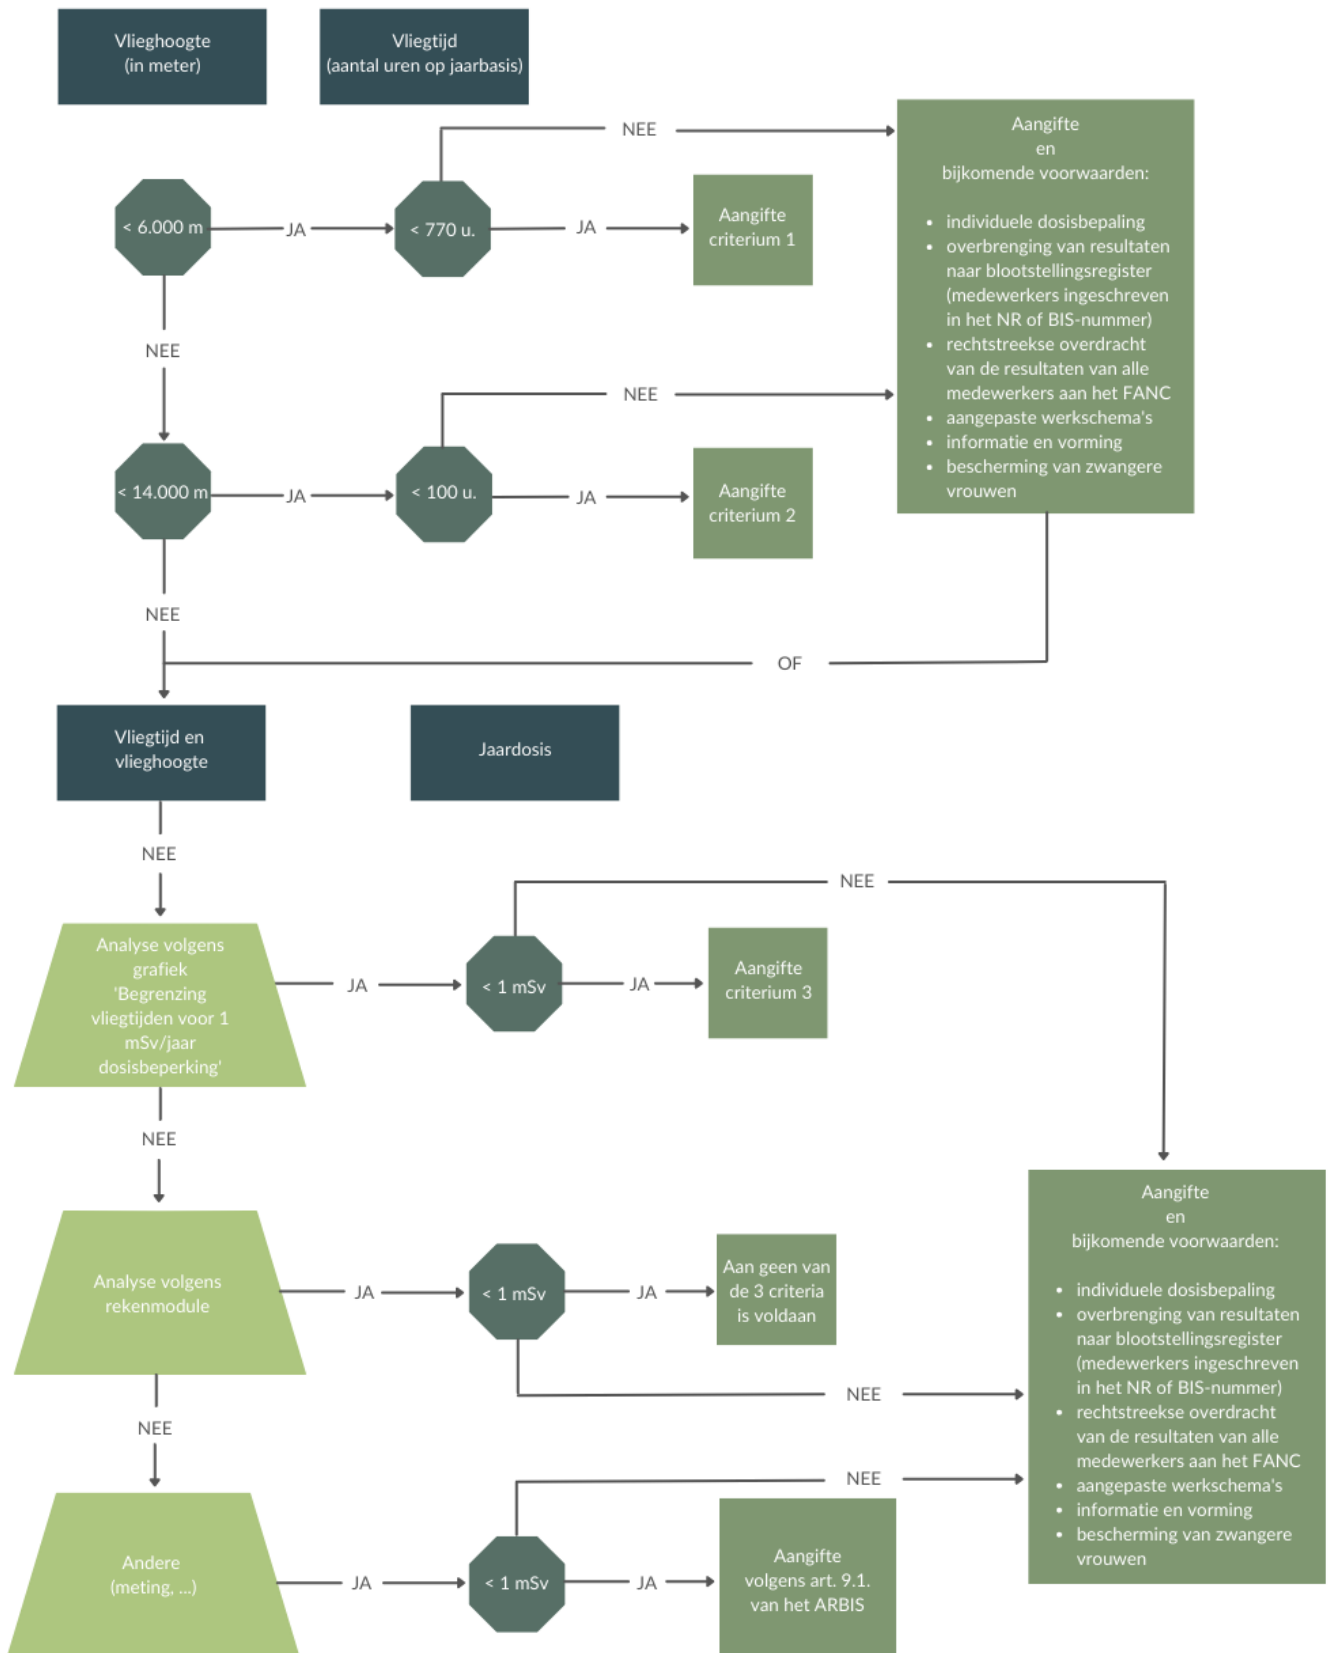 Vlieghoogte
(in meter)
Vliegtijd
(aantal uren op jaarbasis)
NEE
Aangifte
en
bijkomende voorwaarden:
• individuele dosisbepaling
• overbrenging van resultaten
naar blootstellingsregister
(medewerkers ingeschreven
in het NR of BIS-nummer)
• rechtstreekse overdracht
van de resultaten van alle
medewerkers aan het FANC
• aangepaste werkschema's
• informatie en vorming
• bescherming van zwangere
vrouwen
< 6.000 m
JA
< 770 u.
JA
Aangifte
criterium 1
NEE
NEE
< 14.000 m
JA
< 100 u.
JA
Aangifte
criterium 2
NEE
OF
Vliegtijd en
vlieghoogte
Jaardosis
NEE
NEE
Analyse volgens
grafiek
'Begrenzing
vliegtijden voor 1
mSv/jaar
dosisbeperking'
JA
< 1 mSv
JA
Aangifte
criterium 3
NEE
Analyse volgens
rekenmodule
JA
< 1 mSv
JA
Aan geen van
de 3 criteria
is voldaan
NEE
Aangifte
en
bijkomende voorwaarden:
• individuele dosisbepaling
• overbrenging van resultaten
naar blootstellingsregister
(medewerkers ingeschreven
in het NR of BIS-nummer)
• rechtstreekse overdracht
van de resultaten van alle
medewerkers aan het FANC
• aangepaste werkschema's
• informatie en vorming
• bescherming van zwangere
vrouwen
NEE
NEE
Andere
(meting, ...)
JA
< 1 mSv
JA
Aangifte
volgens art. 9.1.
van het ARBIS